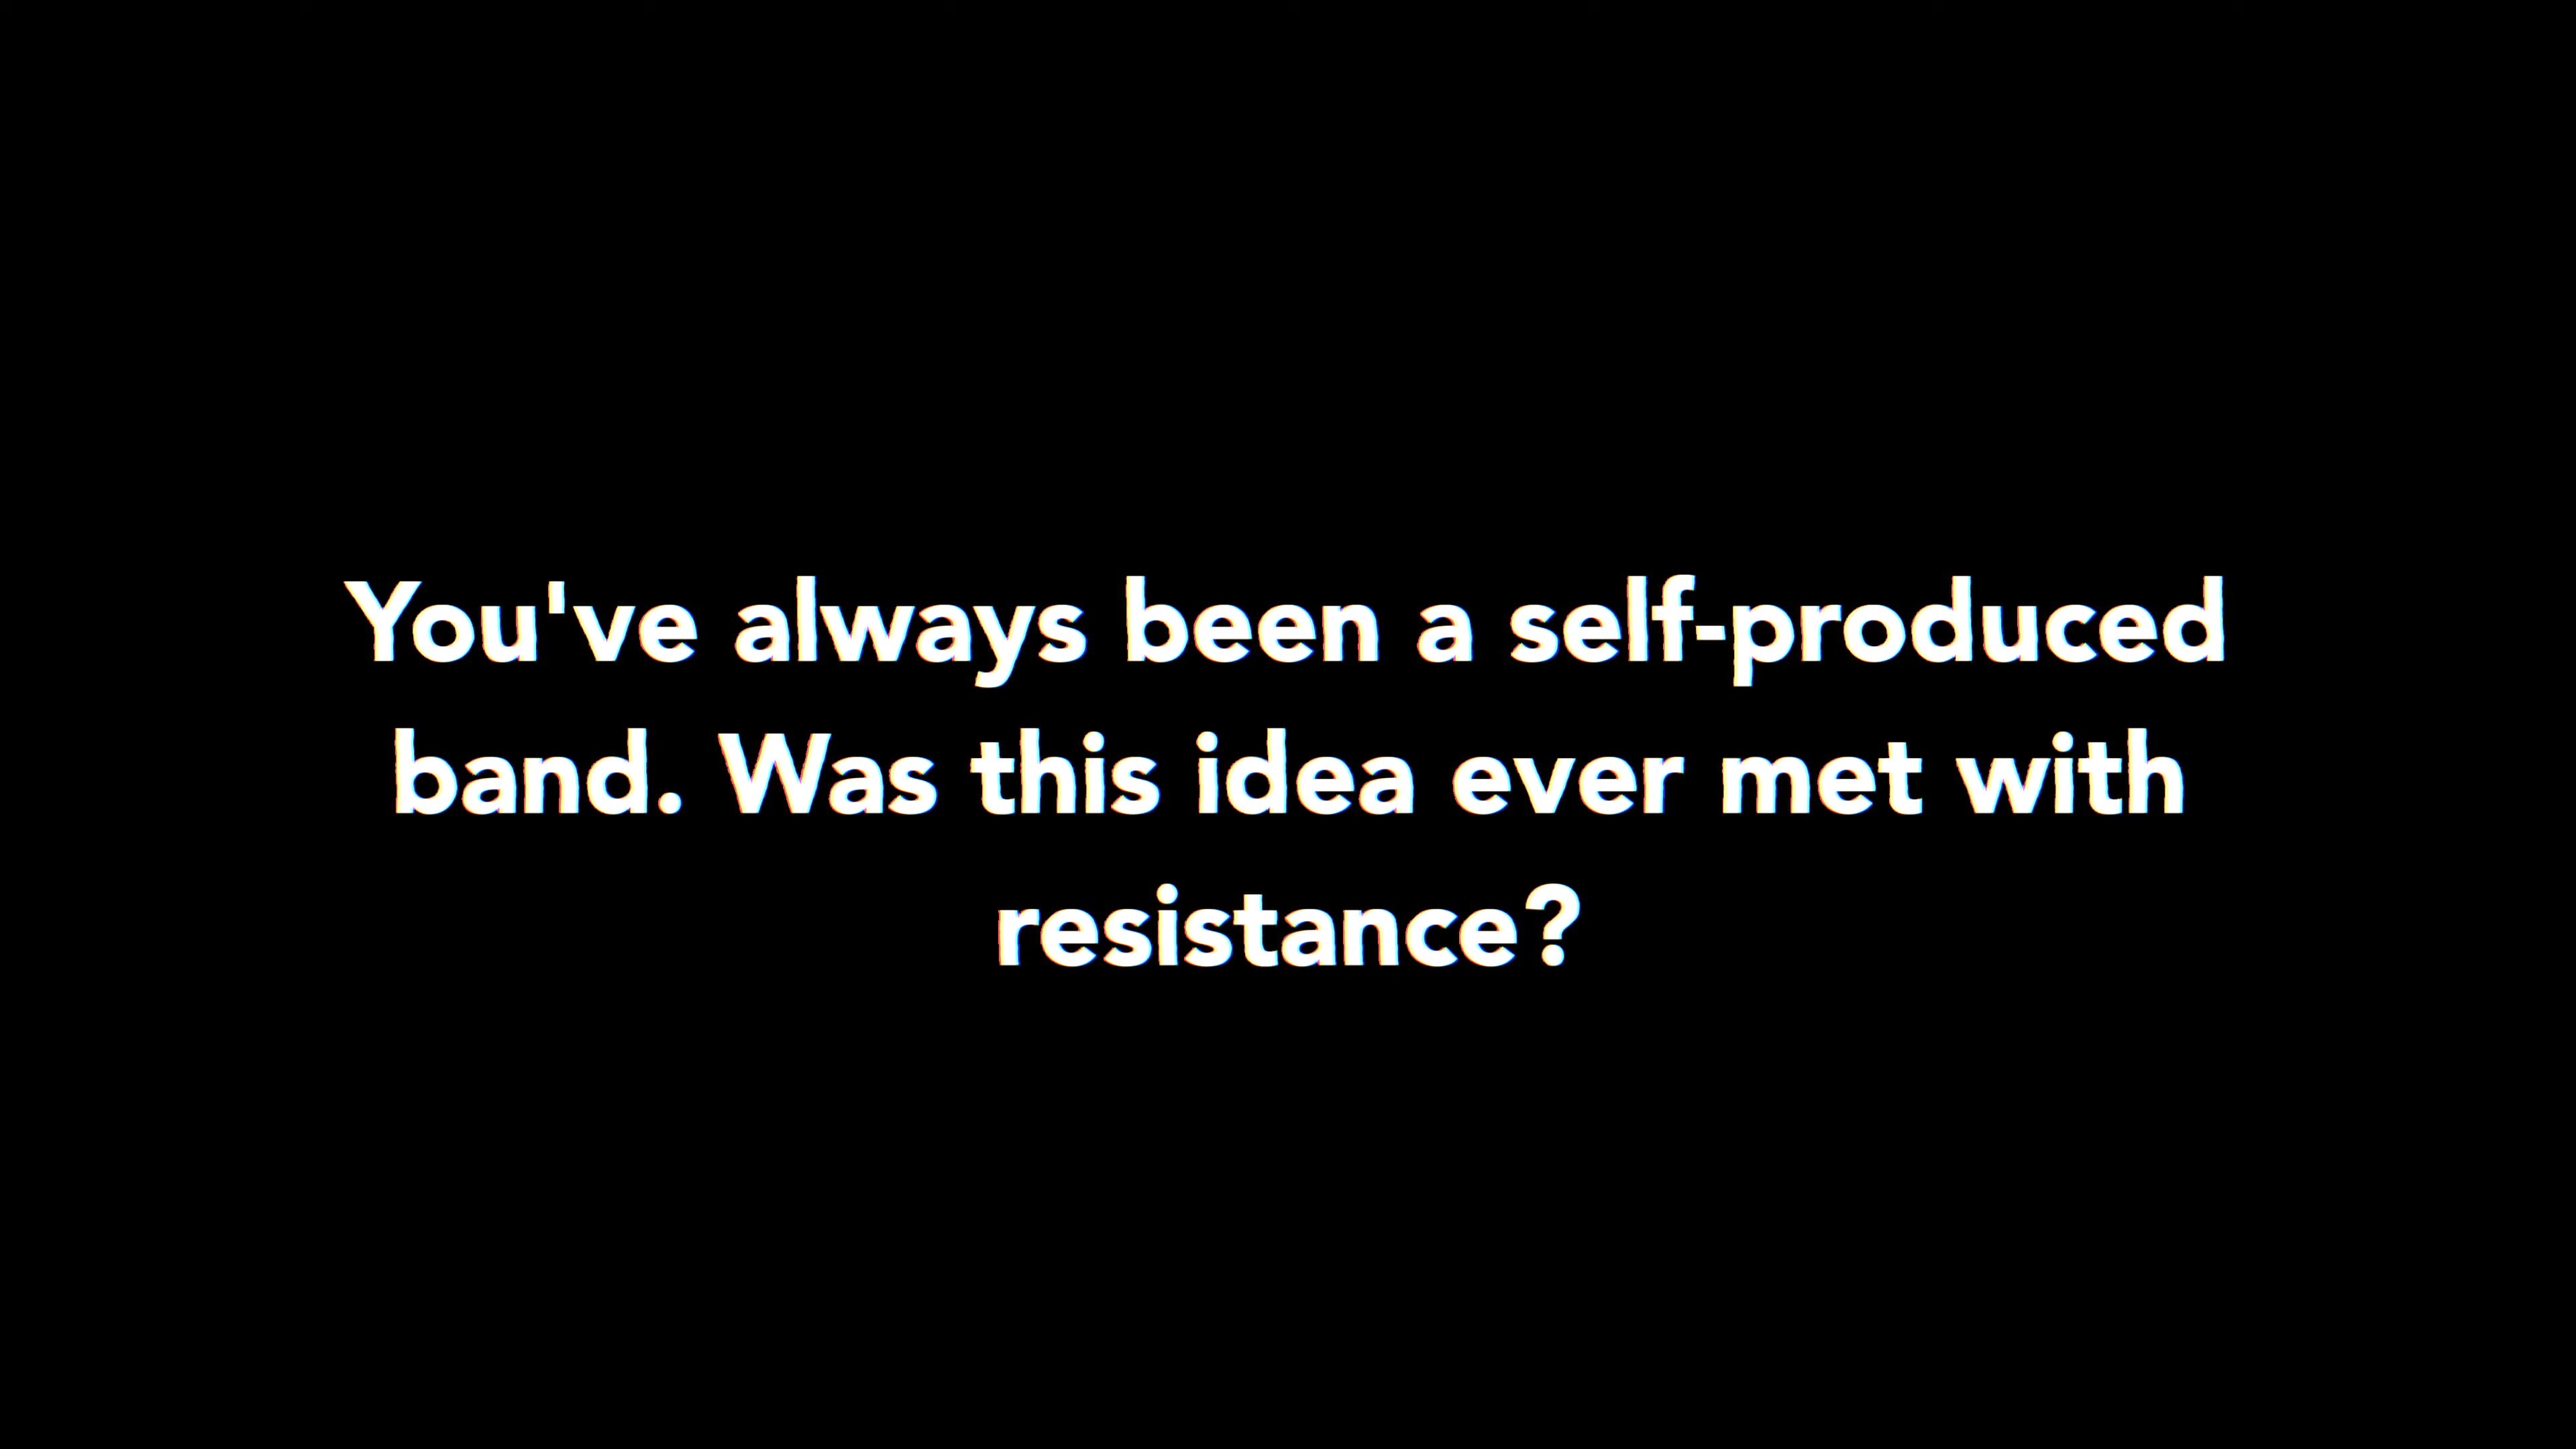 You've always been a self-produced
band. Was this idea ever met with
resistance?